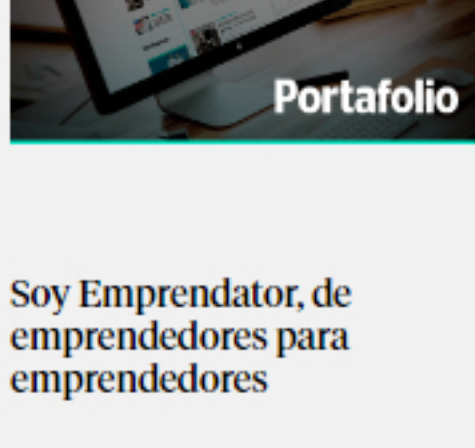 Portafolio
Soy Emprendator, de
emprendedores para
emprendedores